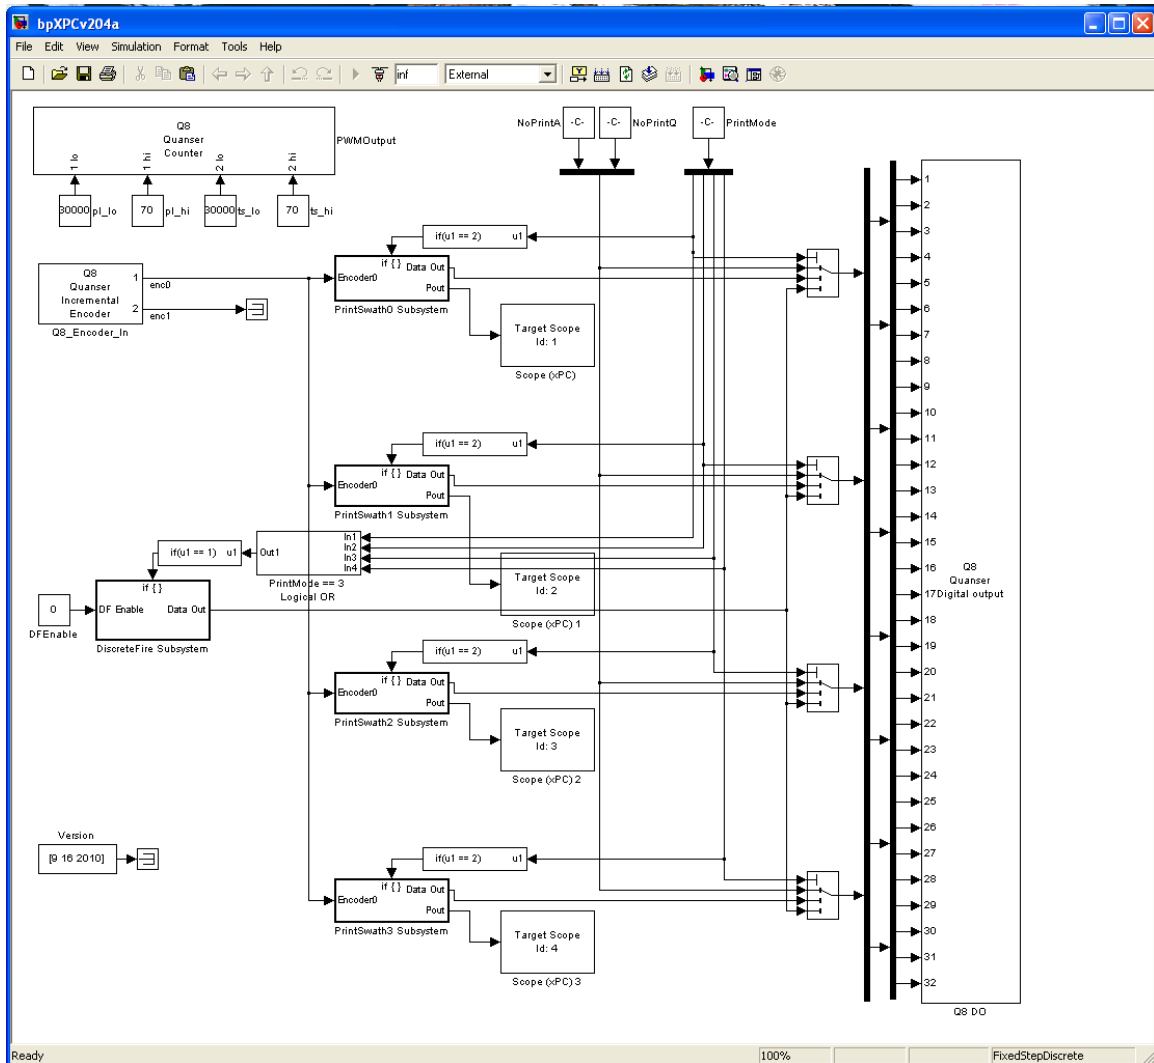 bpXPCv204a
File Edit View Simulation Format Tools Help
inf External
Q8
Quanser
Counter
1 lo
1 hi
2 lo
2 hi
PWMOutput
30000 pl_lo
70 pl_hi
30000 ts_lo
70 ts_hi
NoPrintA -C-
-C- NoPrintQ
-C- PrintMode
Q8
Quanser
Incremental
Encoder
1
2
enc0
enc1
Q8_Encoder_In
if(u1 == 2) u1
if { }
Encoder0
Data Out
Pout
PrintSwath0 Subsystem
Target Scope
Id: 1
Scope (xPC)
if(u1 == 2) u1
if { }
Encoder0
Data Out
Pout
PrintSwath1 Subsystem
Target Scope
Id: 2
Scope (xPC) 1
if(u1 == 1) u1
Out1
In1
In2
In3
In4
PrintMode == 3
Logical OR
0
DFEnable
if { }
DF Enable
Data Out
DiscreteFire Subsystem
if(u1 == 2) u1
if { }
Encoder0
Data Out
Pout
PrintSwath2 Subsystem
Target Scope
Id: 3
Scope (xPC) 2
Version
[9 16 2010]
if(u1 == 2) u1
if { }
Encoder0
Data Out
Pout
PrintSwath3 Subsystem
Target Scope
Id: 4
Scope (xPC) 3
1
2
3
4
5
6
7
8
9
10
11
12
13
14
15
16
17
18
19
20
21
22
23
24
25
26
27
28
29
30
31
32
Q8
Quanser
Digital output
Q8 DO
Ready 100% FixedStepDiscrete